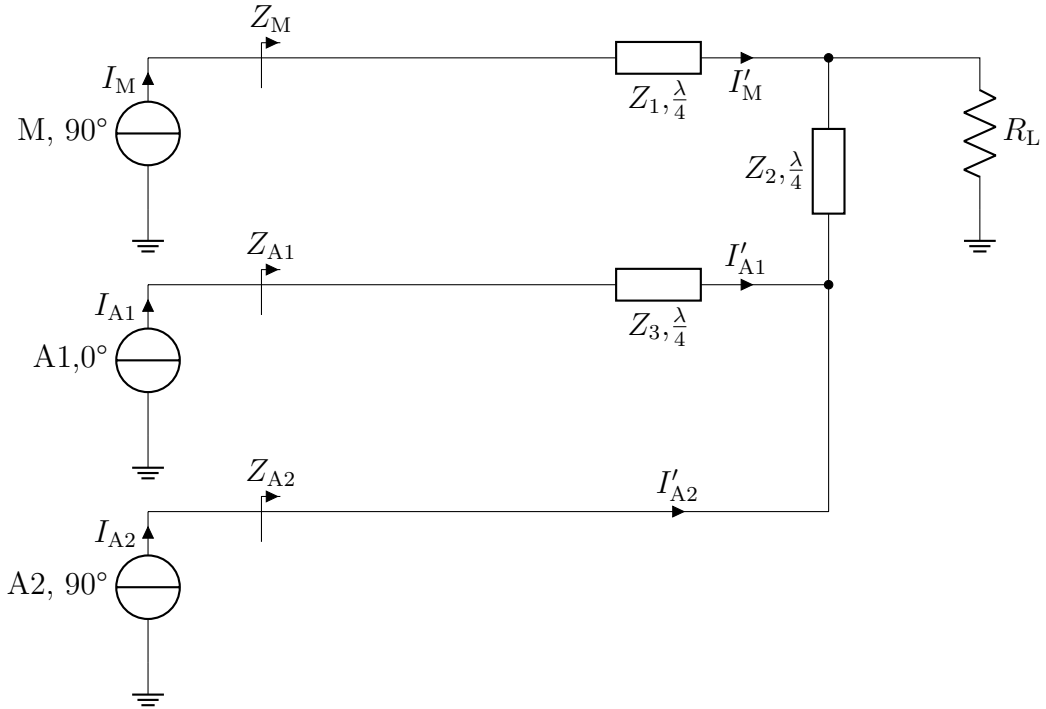 Z_M
I_M
M, 90°
Z_1, λ/4
I'_M
R_L
Z_2, λ/4
Z_A1
I_A1
A1,0°
Z_3, λ/4
I'_A1
Z_A2
I_A2
A2, 90°
I'_A2